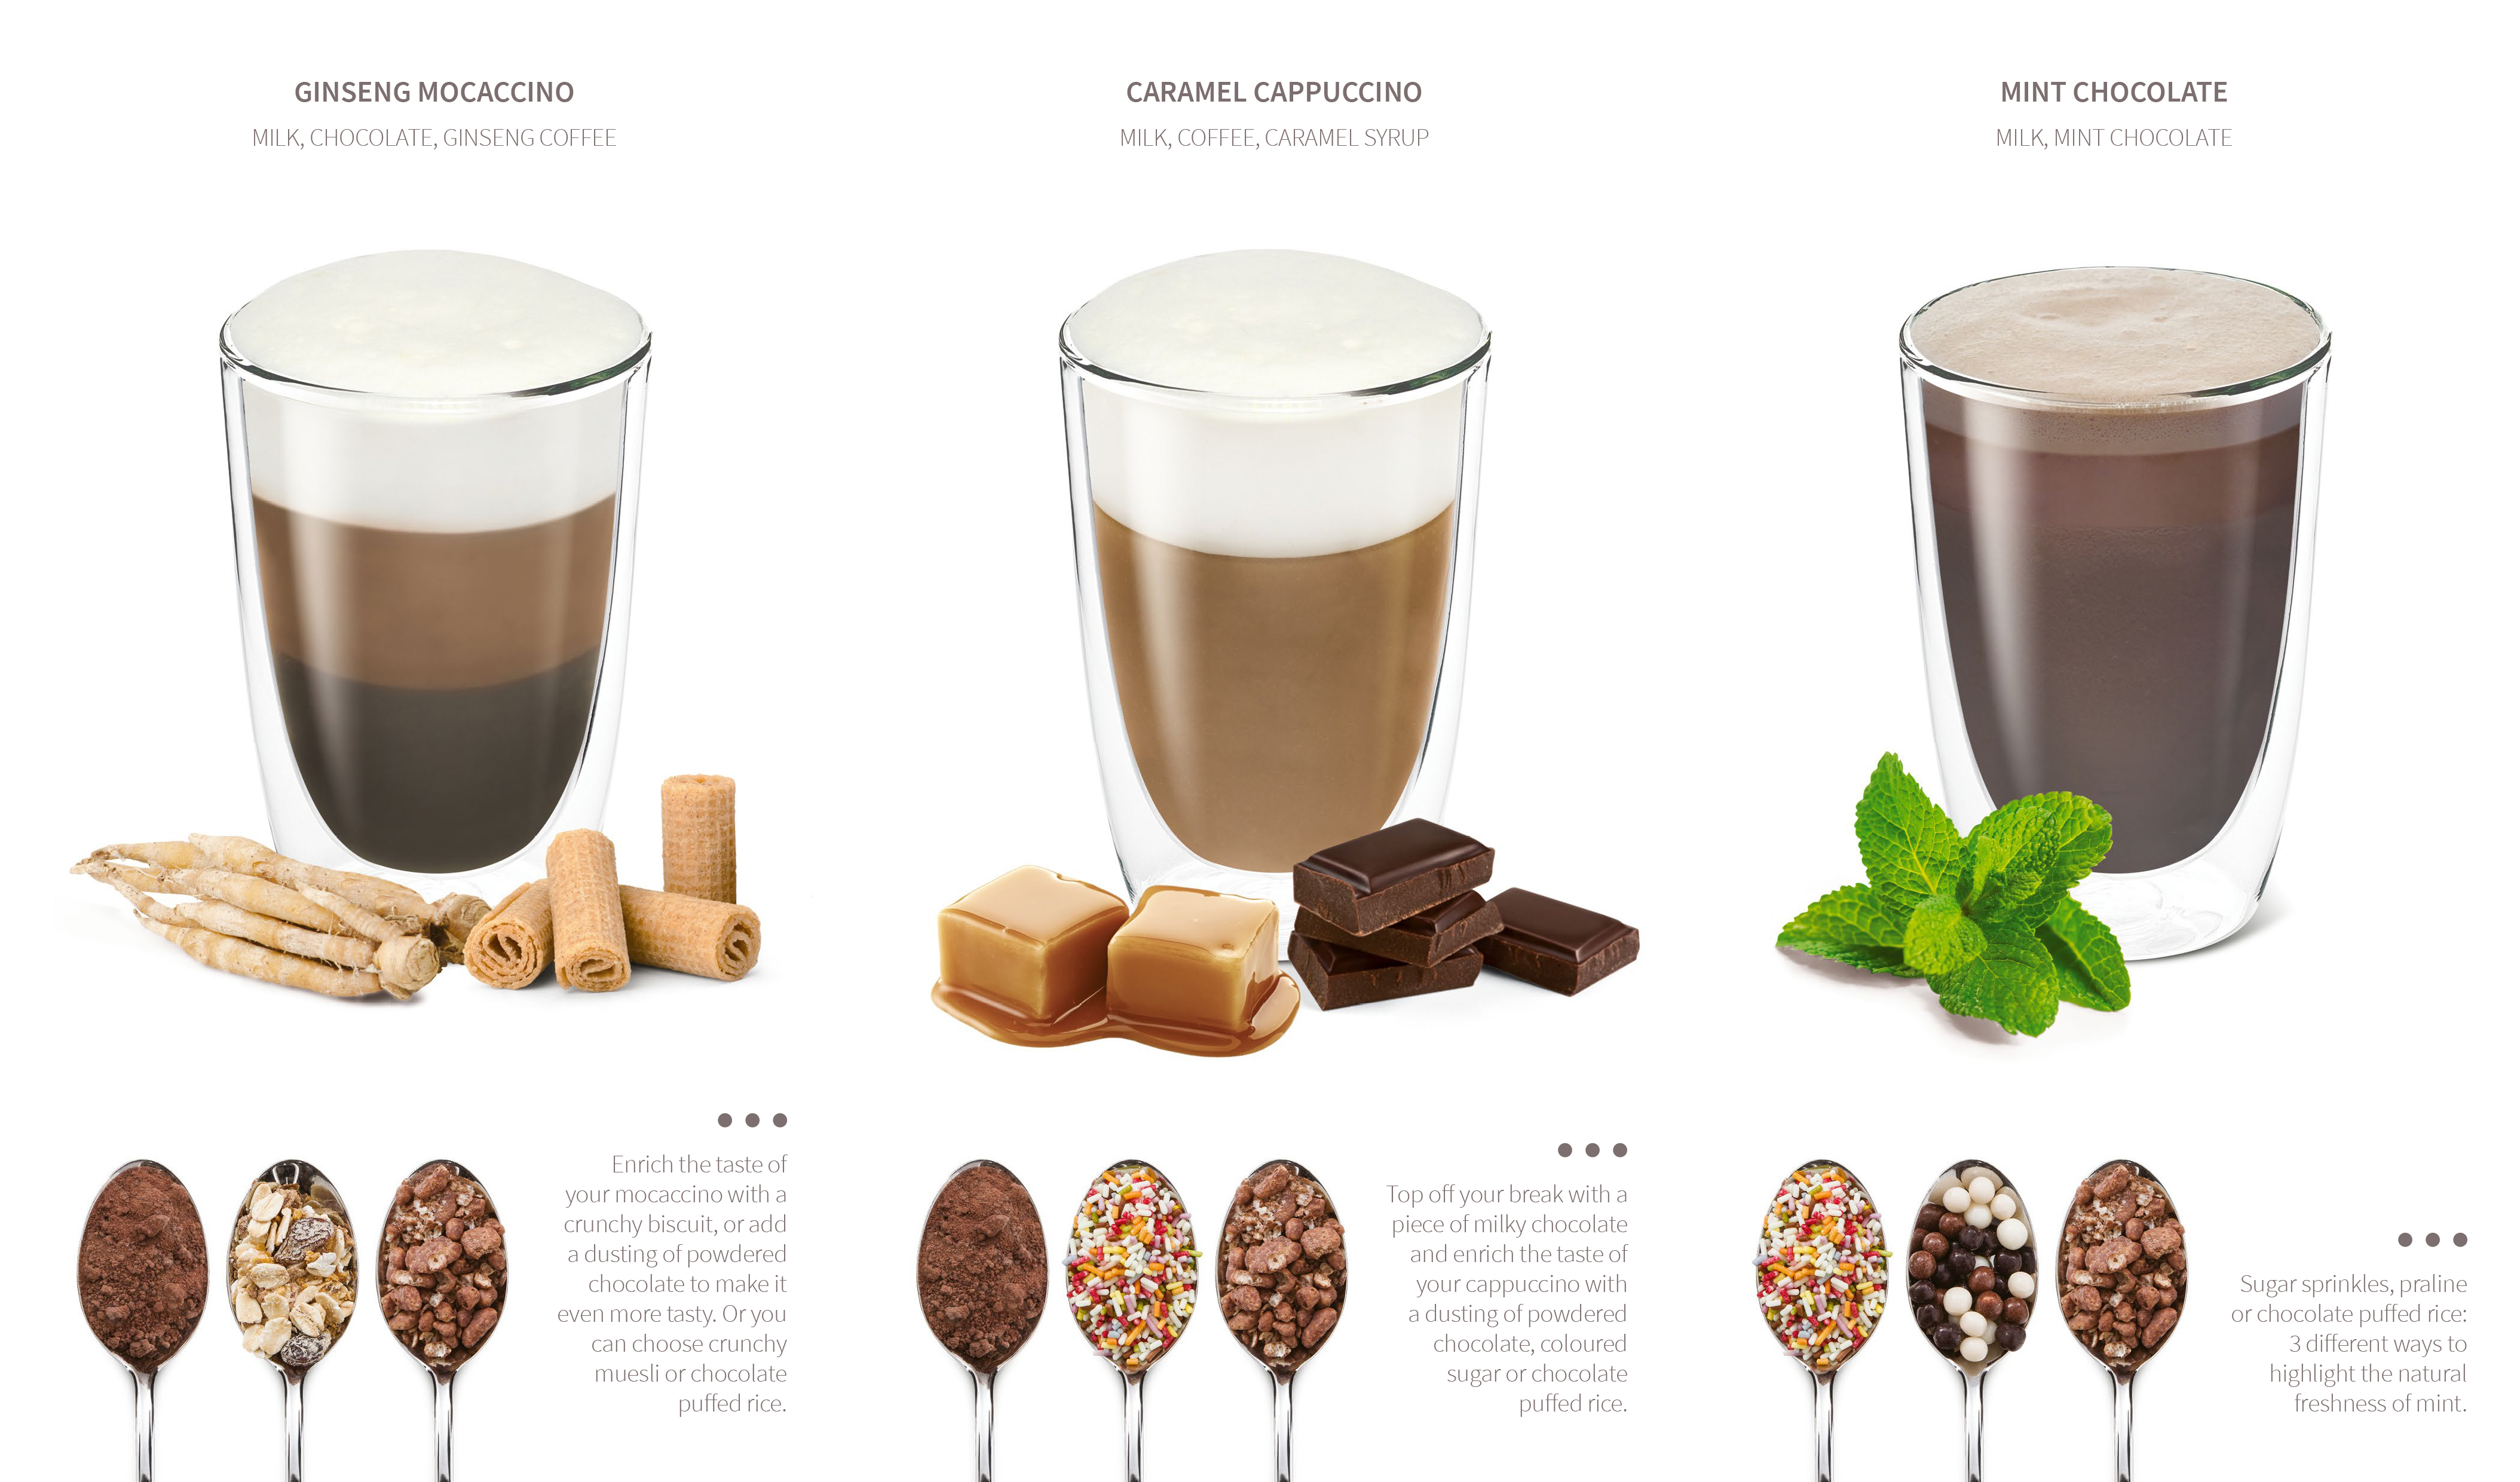 GINSENG MOCACCINO
MILK, CHOCOLATE, GINSENG COFFEE
Enrich the taste of
your mocaccino with a
crunchy biscuit, or add
a dusting of powdered
chocolate to make it
even more tasty. Or you
can choose crunchy
muesli or chocolate
puffed rice.
CARAMEL CAPPUCCINO
MILK, COFFEE, CARAMEL SYRUP
Top off your break with a
piece of milky chocolate
and enrich the taste of
your cappuccino with
a dusting of powdered
chocolate, coloured
sugar or chocolate
puffed rice.
MINT CHOCOLATE
MILK, MINT CHOCOLATE
Sugar sprinkles, praline
or chocolate puffed rice:
3 different ways to
highlight the natural
freshness of mint.